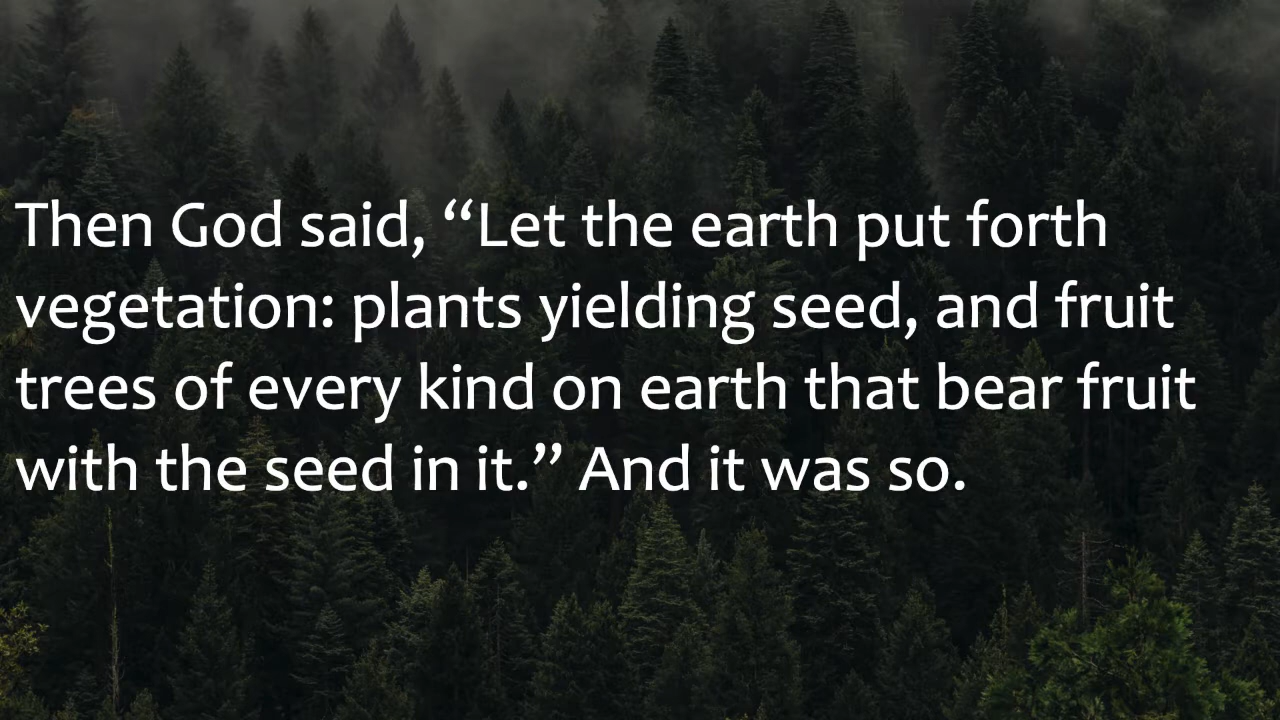 Then God said, “Let the earth put forth
vegetation: plants yielding seed, and fruit
trees of every kind on earth that bear fruit
with the seed in it.” And it was so.